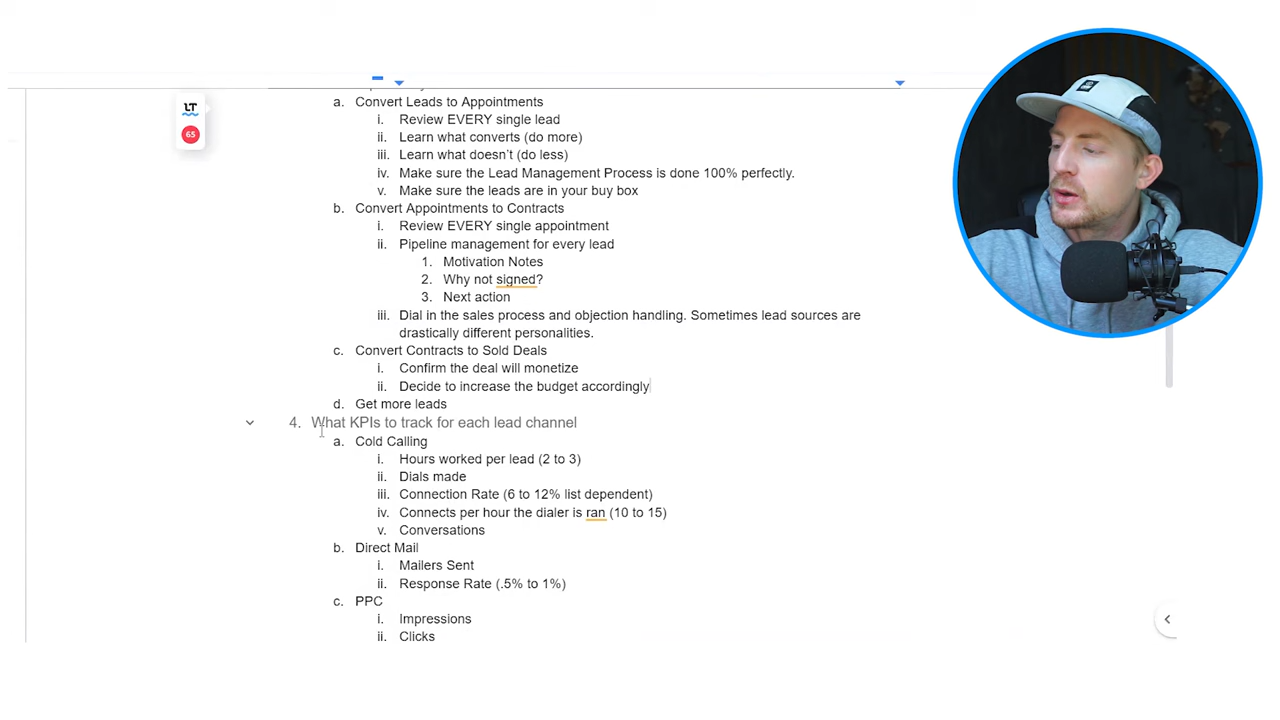 LT
65
a. Convert Leads to Appointments
i. Review EVERY single lead
ii. Learn what converts (do more)
iii. Learn what doesn't (do less)
iv. Make sure the Lead Management Process is done 100% perfectly.
v. Make sure the leads are in your buy box
b. Convert Appointments to Contracts
i. Review EVERY single appointment
ii. Pipeline management for every lead
1. Motivation Notes
2. Why not signed?
3. Next action
iii. Dial in the sales process and objection handling. Sometimes lead sources are
drastically different personalities.
c. Convert Contracts to Sold Deals
i. Confirm the deal will monetize
ii. Decide to increase the budget accordingly
d. Get more leads
4. What KPIs to track for each lead channel
a. Cold Calling
i. Hours worked per lead (2 to 3)
ii. Dials made
iii. Connection Rate (6 to 12% list dependent)
iv. Connects per hour the dialer is ran (10 to 15)
v. Conversations
b. Direct Mail
i. Mailers Sent
ii. Response Rate (.5% to 1%)
c. PPC
i. Impressions
ii. Clicks